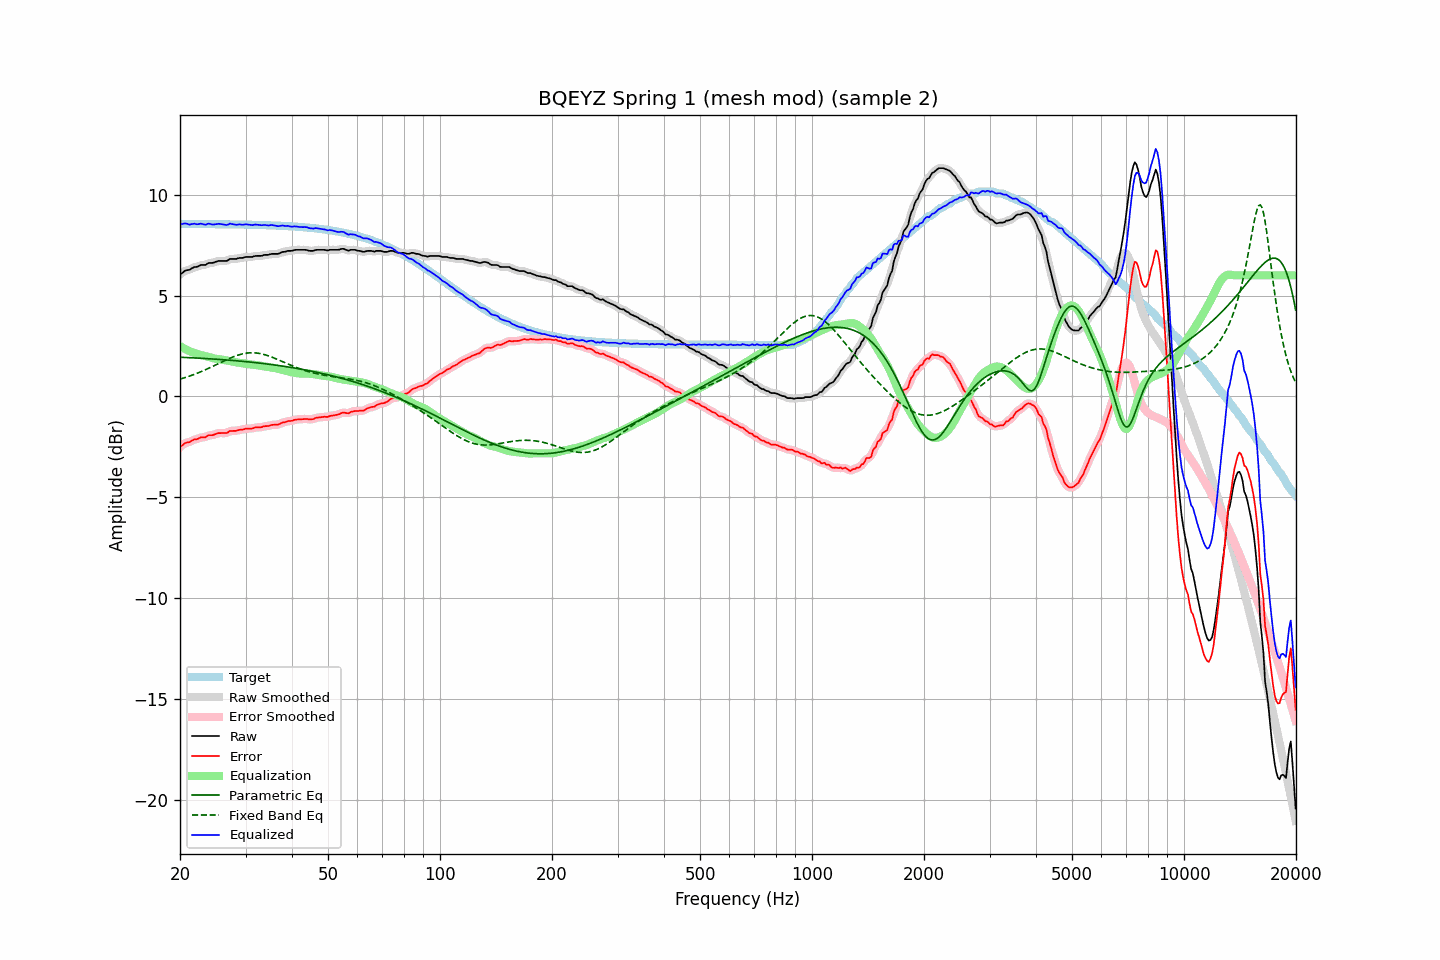 BQEYZ Spring 1 (mesh mod) (sample 2)
Amplitude (dBr)
10
5
0
−5
−10
−15
−20
Target
Raw Smoothed
Error Smoothed
Raw
Error
Equalization
Parametric Eq
Fixed Band Eq
Equalized
20 50 100 200 500 1000 2000 5000 10000 20000
Frequency (Hz)